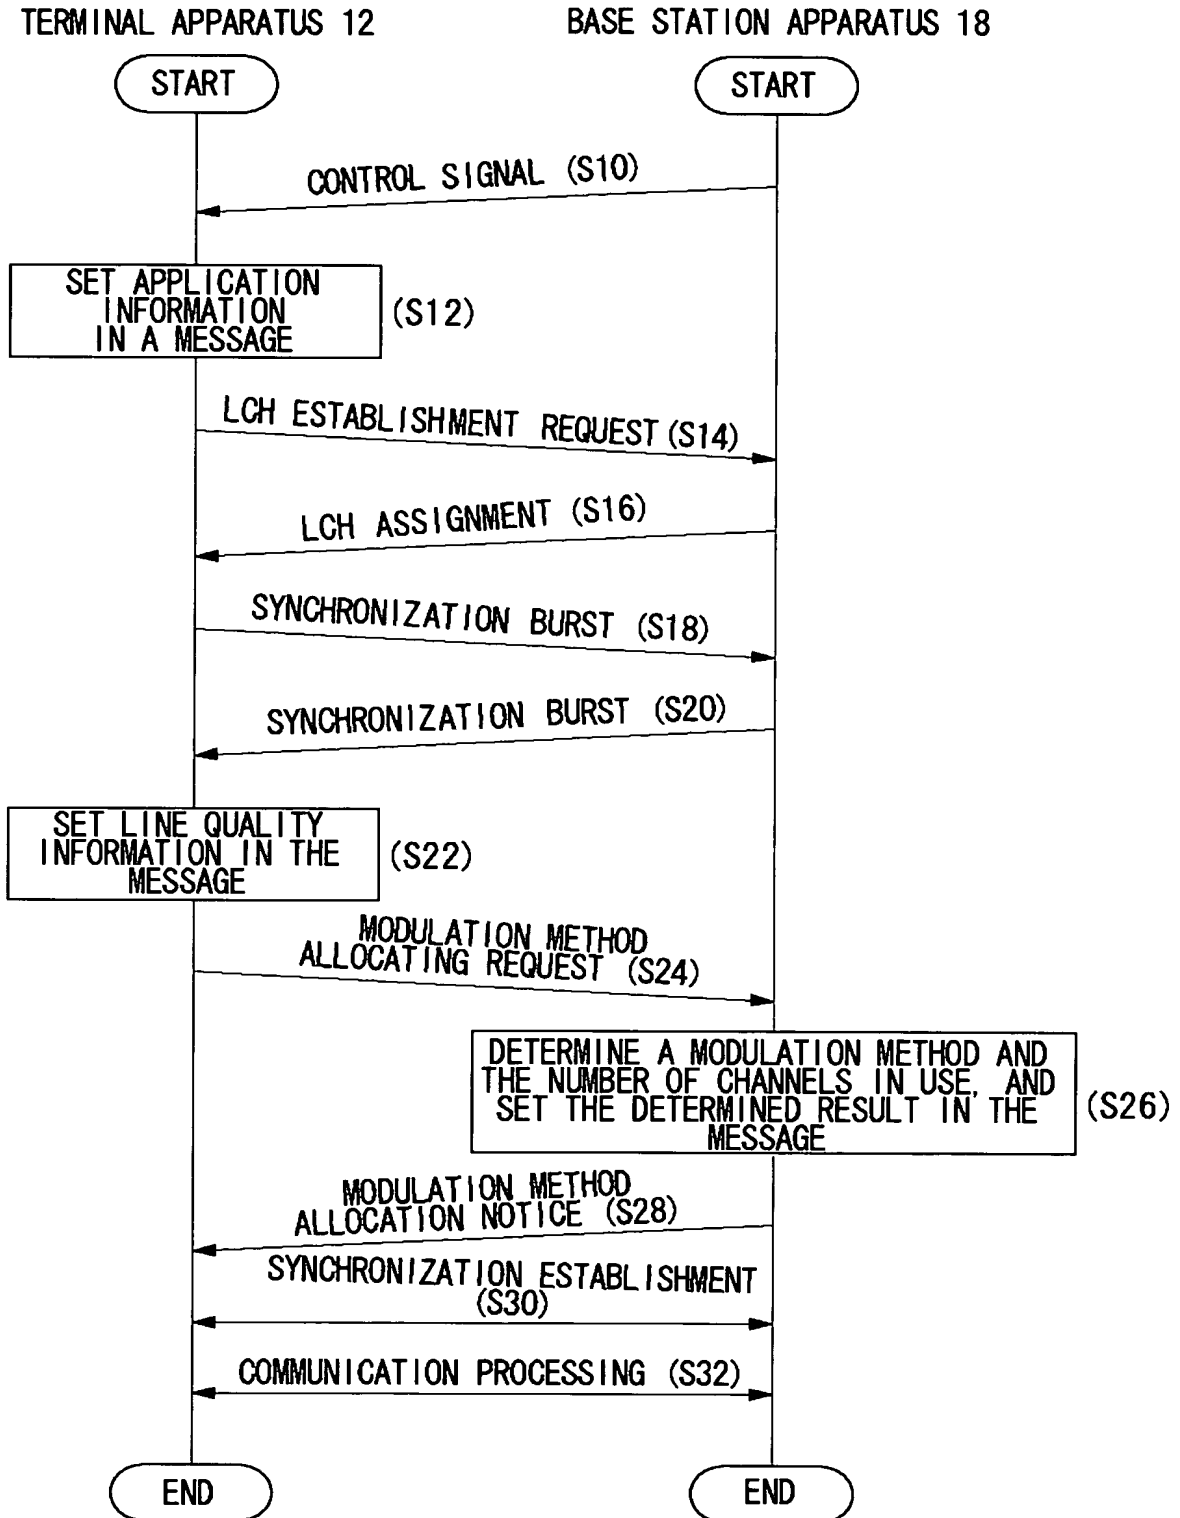 TERMINAL APPARATUS 12
BASE STATION APPARATUS 18
START
START
CONTROL SIGNAL (S10)
SET APPLICATION
INFORMATION
IN A MESSAGE
(S12)
LCH ESTABLISHMENT REQUEST (S14)
LCH ASSIGNMENT (S16)
SYNCHRONIZATION BURST (S18)
SYNCHRONIZATION BURST (S20)
SET LINE QUALITY
INFORMATION IN THE
MESSAGE
(S22)
MODULATION METHOD
ALLOCATING REQUEST (S24)
DETERMINE A MODULATION METHOD AND
THE NUMBER OF CHANNELS IN USE, AND
SET THE DETERMINED RESULT IN THE
MESSAGE
(S26)
MODULATION METHOD
ALLOCATION NOTICE (S28)
SYNCHRONIZATION ESTABLISHMENT
(S30)
COMMUNICATION PROCESSING (S32)
END
END